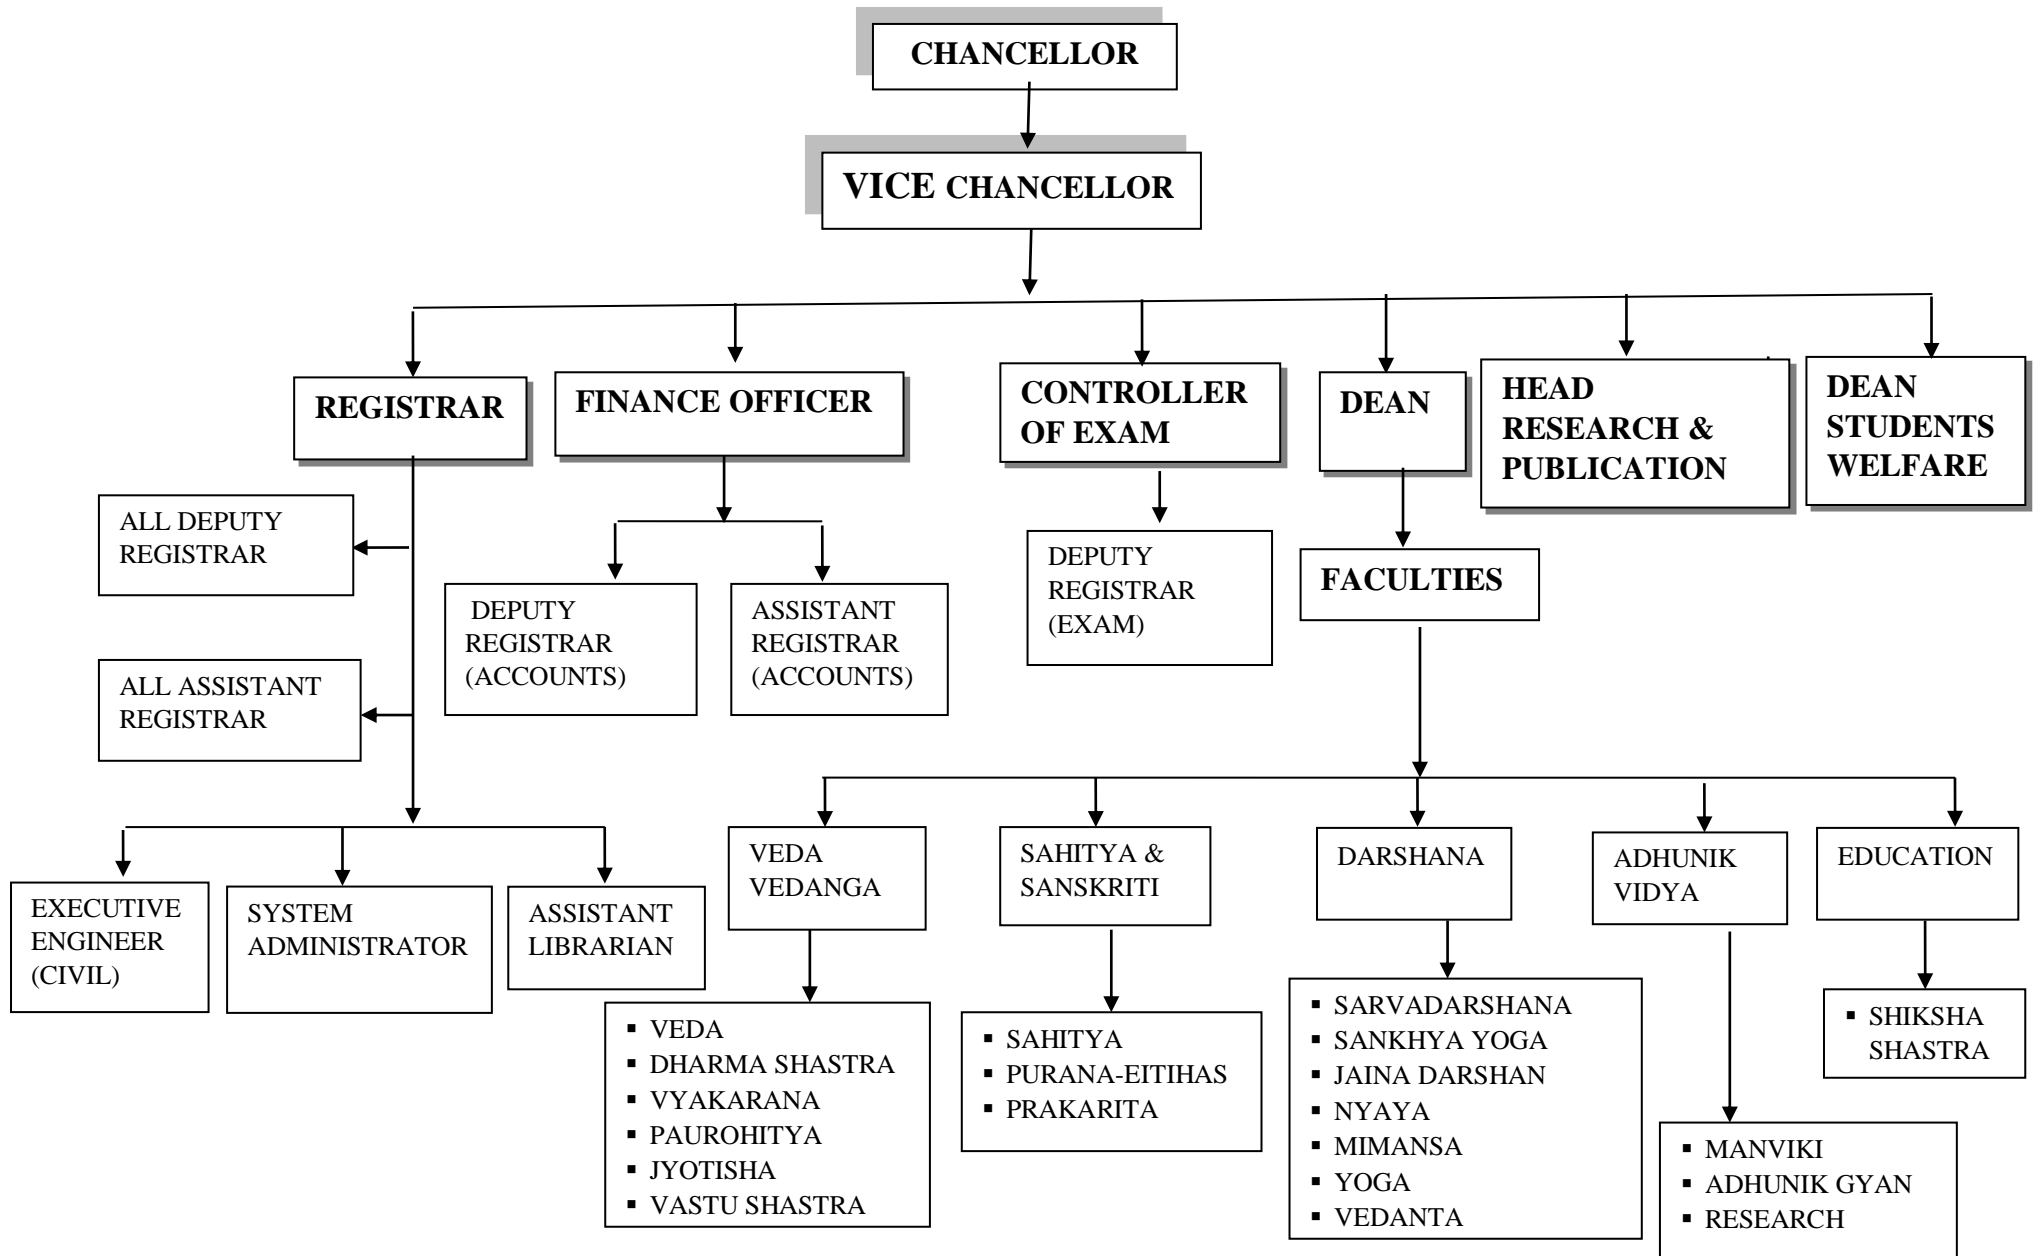 CHANCELLOR
VICE CHANCELLOR
REGISTRAR
FINANCE OFFICER
CONTROLLER
OF EXAM
DEAN
HEAD
RESEARCH &
PUBLICATION
DEAN
STUDENTS
WELFARE
ALL DEPUTY
REGISTRAR
ALL ASSISTANT
REGISTRAR
DEPUTY
REGISTRAR
(ACCOUNTS)
ASSISTANT
REGISTRAR
(ACCOUNTS)
DEPUTY
REGISTRAR
(EXAM)
FACULTIES
EXECUTIVE
ENGINEER
(CIVIL)
SYSTEM
ADMINISTRATOR
ASSISTANT
LIBRARIAN
VEDA
VEDANGA
SAHITYA &
SANSKRITI
DARSHANA
ADHUNIK
VIDYA
EDUCATION
▪ VEDA
▪ DHARMA SHASTRA
▪ VYAKARANA
▪ PAUROHITYA
▪ JYOTISHA
▪ VASTU SHASTRA
▪ SAHITYA
▪ PURANA-EITIHAS
▪ PRAKARITA
▪ SARVADARSHANA
▪ SANKHYA YOGA
▪ JAINA DARSHAN
▪ NYAYA
▪ MIMANSA
▪ YOGA
▪ VEDANTA
▪ MANVIKI
▪ ADHUNIK GYAN
▪ RESEARCH
▪ SHIKSHA
SHASTRA